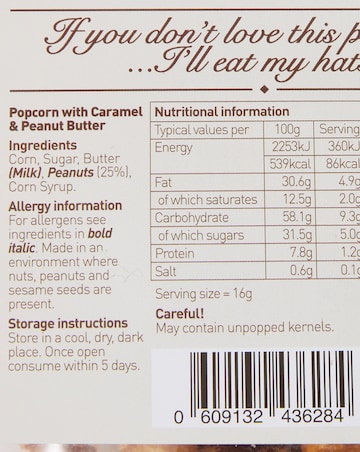 If you don't love this
...I'll eat my hat
Popcorn with Caramel
& Peanut Butter
Ingredients
Corn, Sugar, Butter
(Milk), Peanuts (25%),
Corn Syrup.
Allergy information
For allergens see
ingredients in bold
italic. Made in an
environment where
nuts, peanuts and
sesame seeds are
present.
Storage instructions
Store in a cool, dry, dark
place. Once open
consume within 5 days.
Nutritional information
Typical values per 100g Serving
Energy 2253kJ 360kJ
539kcal 86kcal
Fat 30.6g 4.9g
of which saturates 12.5g 2.0g
Carbohydrate 58.1g 9.3g
of which sugars 31.5g 5.0g
Protein 7.8g 1.2g
Salt 0.6g 0.1g
Serving size = 16g
Careful!
May contain unpopped kernels.
0 609132 436284